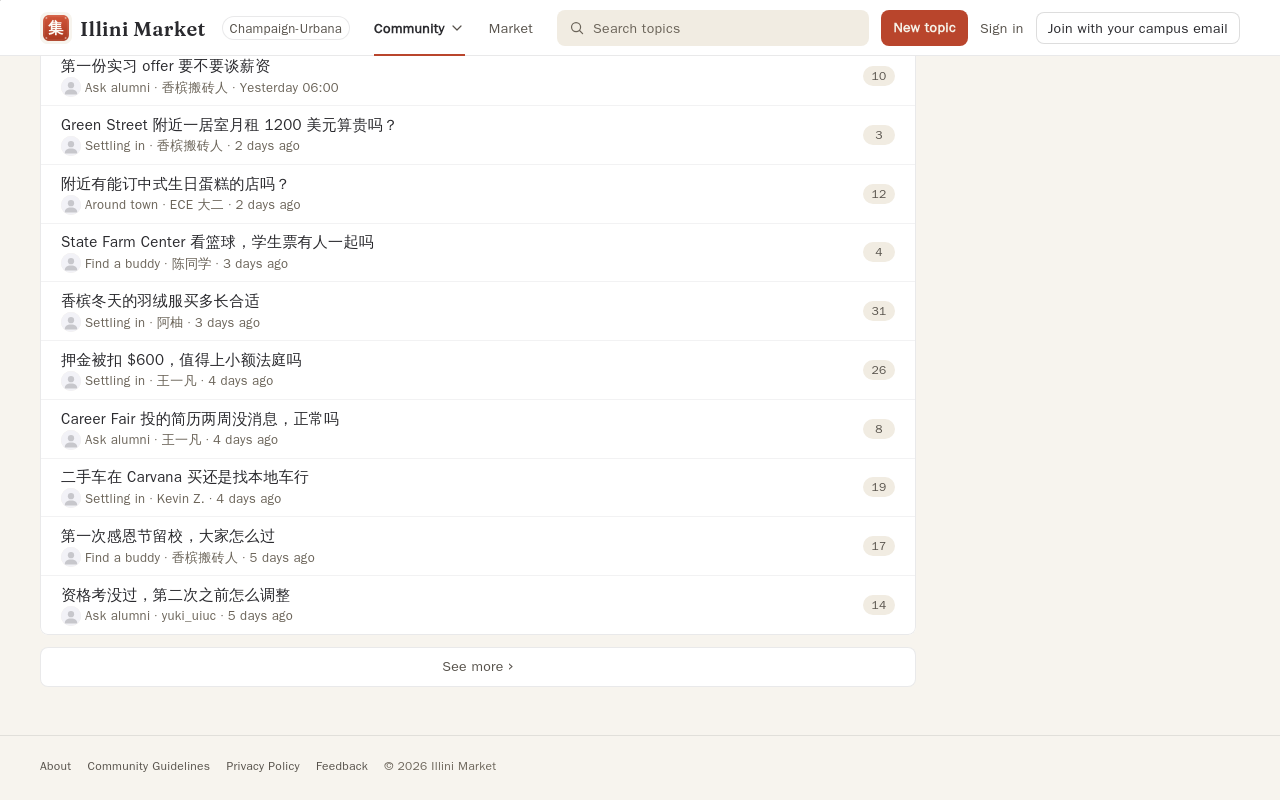 集 Illini Market Champaign-Urbana Community Market Search topics New topic Sign in Join with your campus email
第一份实习 offer 要不要谈薪资
Ask alumni · 香槟搬砖人 · Yesterday 06:00
10
Green Street 附近一居室月租 1200 美元算贵吗？
Settling in · 香槟搬砖人 · 2 days ago
3
附近有能订中式生日蛋糕的店吗？
Around town · ECE 大二 · 2 days ago
12
State Farm Center 看篮球，学生票有人一起吗
Find a buddy · 陈同学 · 3 days ago
4
香槟冬天的羽绒服买多长合适
Settling in · 阿柚 · 3 days ago
31
押金被扣 $600，值得上小额法庭吗
Settling in · 王一凡 · 4 days ago
26
Career Fair 投的简历两周没消息，正常吗
Ask alumni · 王一凡 · 4 days ago
8
二手车在 Carvana 买还是找本地车行
Settling in · Kevin Z. · 4 days ago
19
第一次感恩节留校，大家怎么过
Find a buddy · 香槟搬砖人 · 5 days ago
17
资格考没过，第二次之前怎么调整
Ask alumni · yuki_uiuc · 5 days ago
14
See more ›
About Community Guidelines Privacy Policy Feedback © 2026 Illini Market